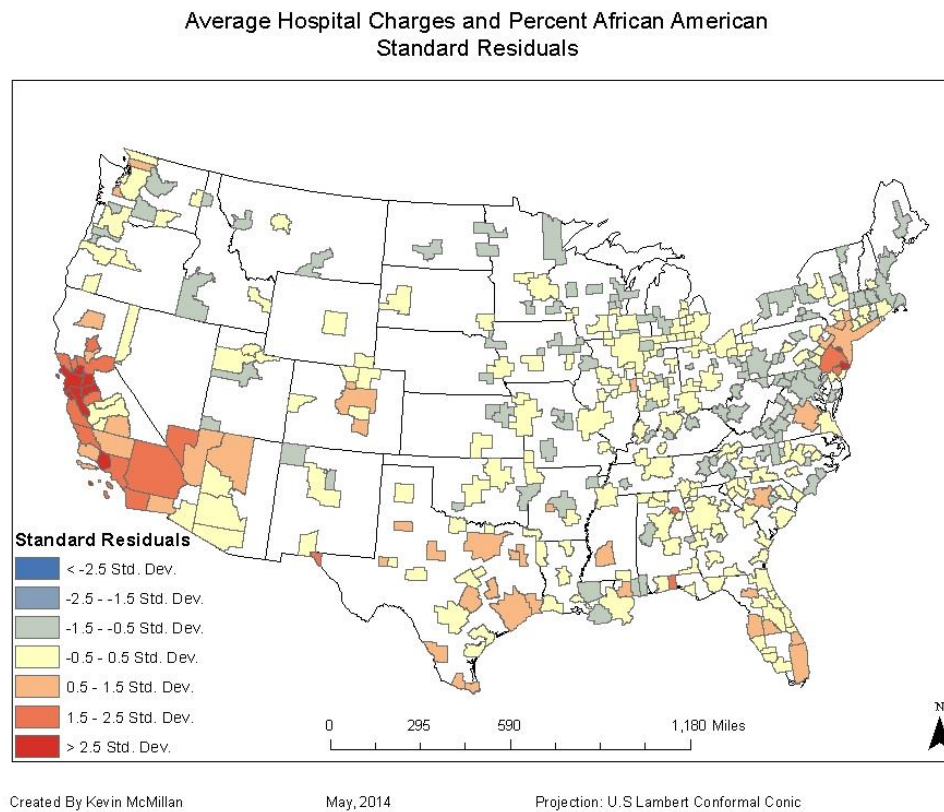 Average Hospital Charges and Percent African American
Standard Residuals
Standard Residuals
< -2.5 Std. Dev.
-2.5 - -1.5 Std. Dev.
-1.5 - -0.5 Std. Dev.
-0.5 - 0.5 Std. Dev.
0.5 - 1.5 Std. Dev.
1.5 - 2.5 Std. Dev.
> 2.5 Std. Dev.
0 295 590 1,180 Miles
N
Created By Kevin McMillan May, 2014 Projection: U.S Lambert Conformal Conic